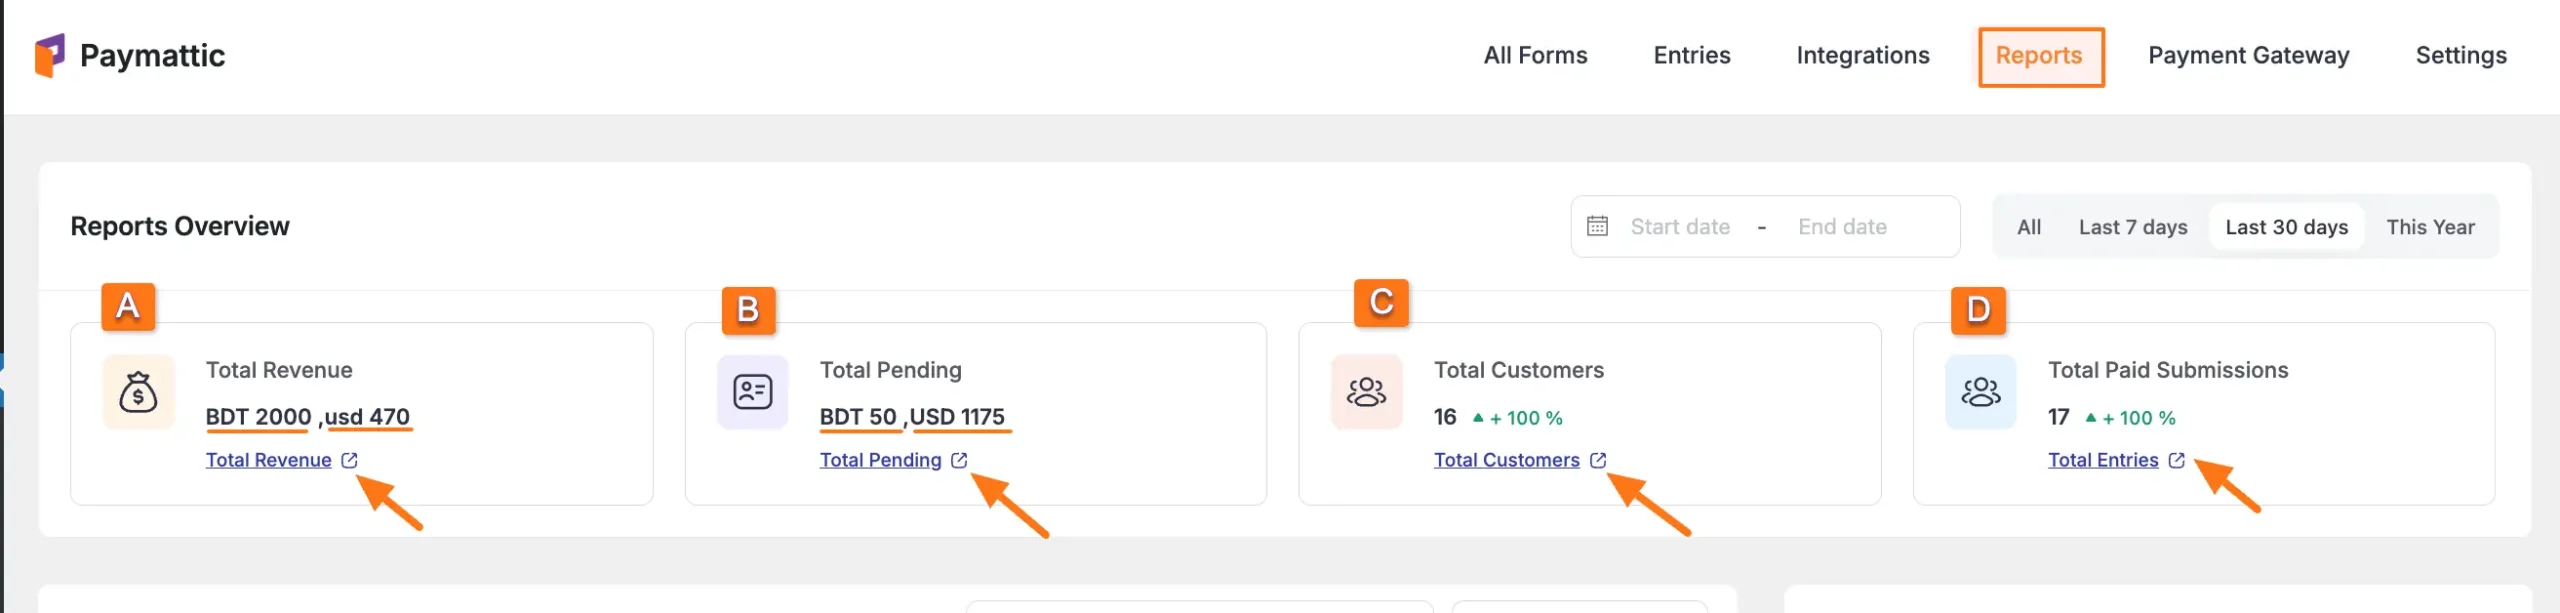 Paymattic
All Forms Entries Integrations Reports Payment Gateway Settings
Reports Overview
Start date - End date
All Last 7 days Last 30 days This Year
A
Total Revenue
BDT 2000 ,usd 470
Total Revenue
B
Total Pending
BDT 50 ,USD 1175
Total Pending
C
Total Customers
16 + 100 %
Total Customers
D
Total Paid Submissions
17 + 100 %
Total Entries